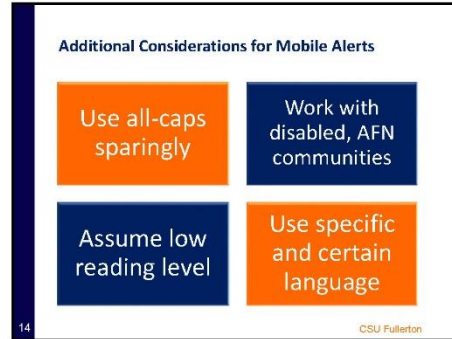 Additional Considerations for Mobile Alerts
Use all-caps
sparingly
Work with
disabled, AFN
communities
Assume low
reading level
Use specific
and certain
language
14
CSU Fullerton